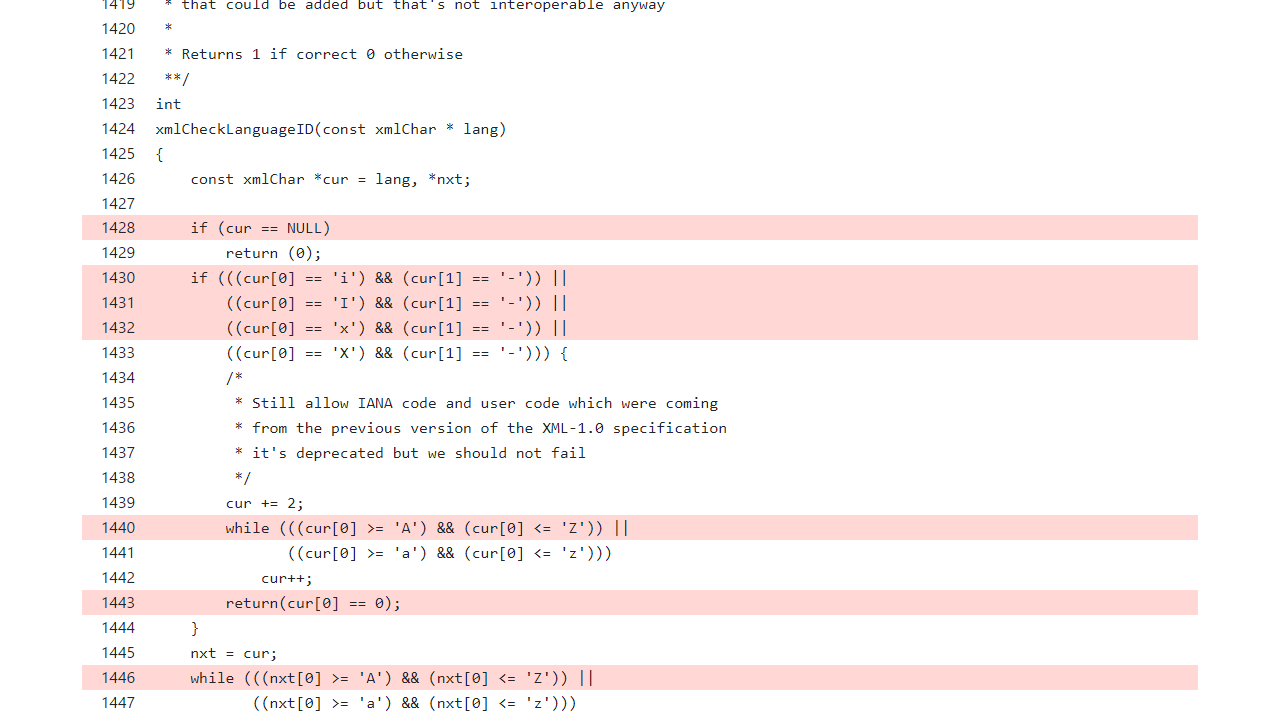 1419     * that could be added but that's not interoperable anyway
1420     *
1421     * Returns 1 if correct 0 otherwise
1422     **/
1423    int
1424    xmlCheckLanguageID(const xmlChar * lang)
1425    {
1426        const xmlChar *cur = lang, *nxt;
1427
1428        if (cur == NULL)
1429            return (0);
1430        if (((cur[0] == 'i') && (cur[1] == '-')) ||
1431            ((cur[0] == 'I') && (cur[1] == '-')) ||
1432            ((cur[0] == 'x') && (cur[1] == '-')) ||
1433            ((cur[0] == 'X') && (cur[1] == '-'))) {
1434            /*
1435             * Still allow IANA code and user code which were coming
1436             * from the previous version of the XML-1.0 specification
1437             * it's deprecated but we should not fail
1438             */
1439            cur += 2;
1440            while (((cur[0] >= 'A') && (cur[0] <= 'Z')) ||
1441                   ((cur[0] >= 'a') && (cur[0] <= 'z')))
1442                cur++;
1443            return(cur[0] == 0);
1444        }
1445        nxt = cur;
1446        while (((nxt[0] >= 'A') && (nxt[0] <= 'Z')) ||
1447               ((nxt[0] >= 'a') && (nxt[0] <= 'z')))